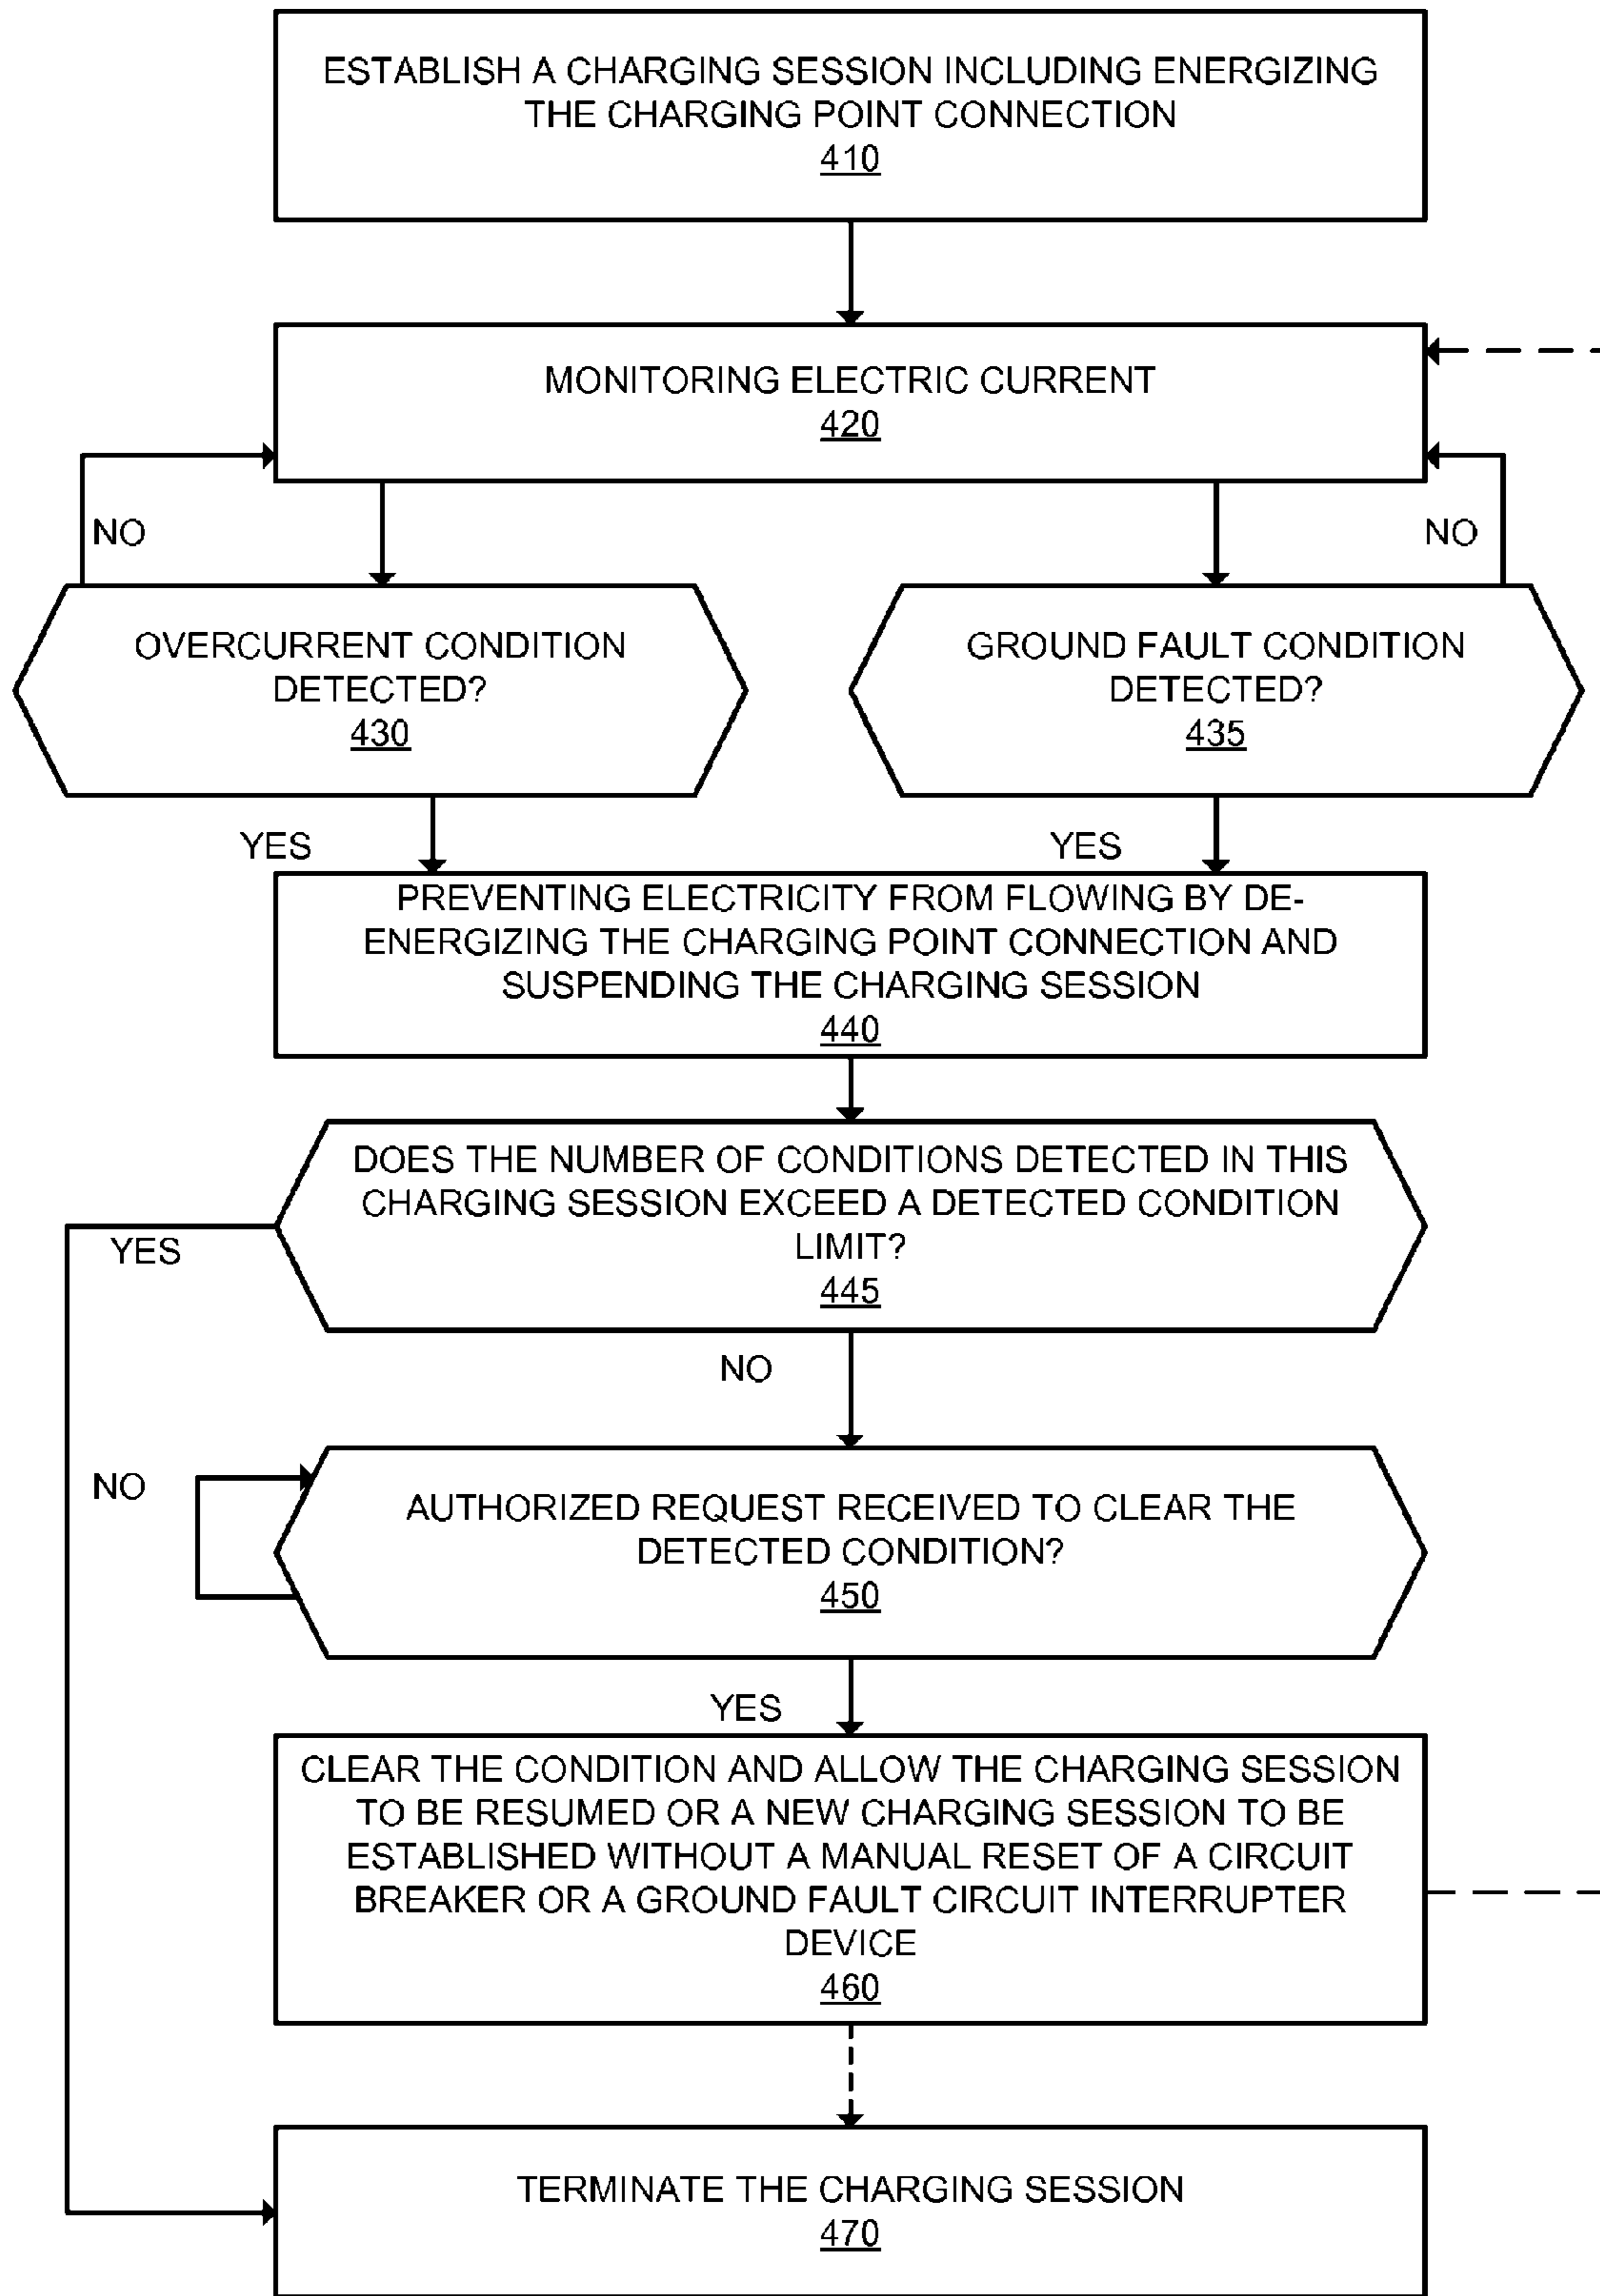 ESTABLISH A CHARGING SESSION INCLUDING ENERGIZING
THE CHARGING POINT CONNECTION
410
MONITORING ELECTRIC CURRENT
420
NO
NO
OVERCURRENT CONDITION
DETECTED?
430
GROUND FAULT CONDITION
DETECTED?
435
YES
YES
PREVENTING ELECTRICITY FROM FLOWING BY DE-
ENERGIZING THE CHARGING POINT CONNECTION AND
SUSPENDING THE CHARGING SESSION
440
DOES THE NUMBER OF CONDITIONS DETECTED IN THIS
CHARGING SESSION EXCEED A DETECTED CONDITION
LIMIT?
445
YES
NO
NO
AUTHORIZED REQUEST RECEIVED TO CLEAR THE
DETECTED CONDITION?
450
YES
CLEAR THE CONDITION AND ALLOW THE CHARGING SESSION
TO BE RESUMED OR A NEW CHARGING SESSION TO BE
ESTABLISHED WITHOUT A MANUAL RESET OF A CIRCUIT
BREAKER OR A GROUND FAULT CIRCUIT INTERRUPTER
DEVICE
460
TERMINATE THE CHARGING SESSION
470